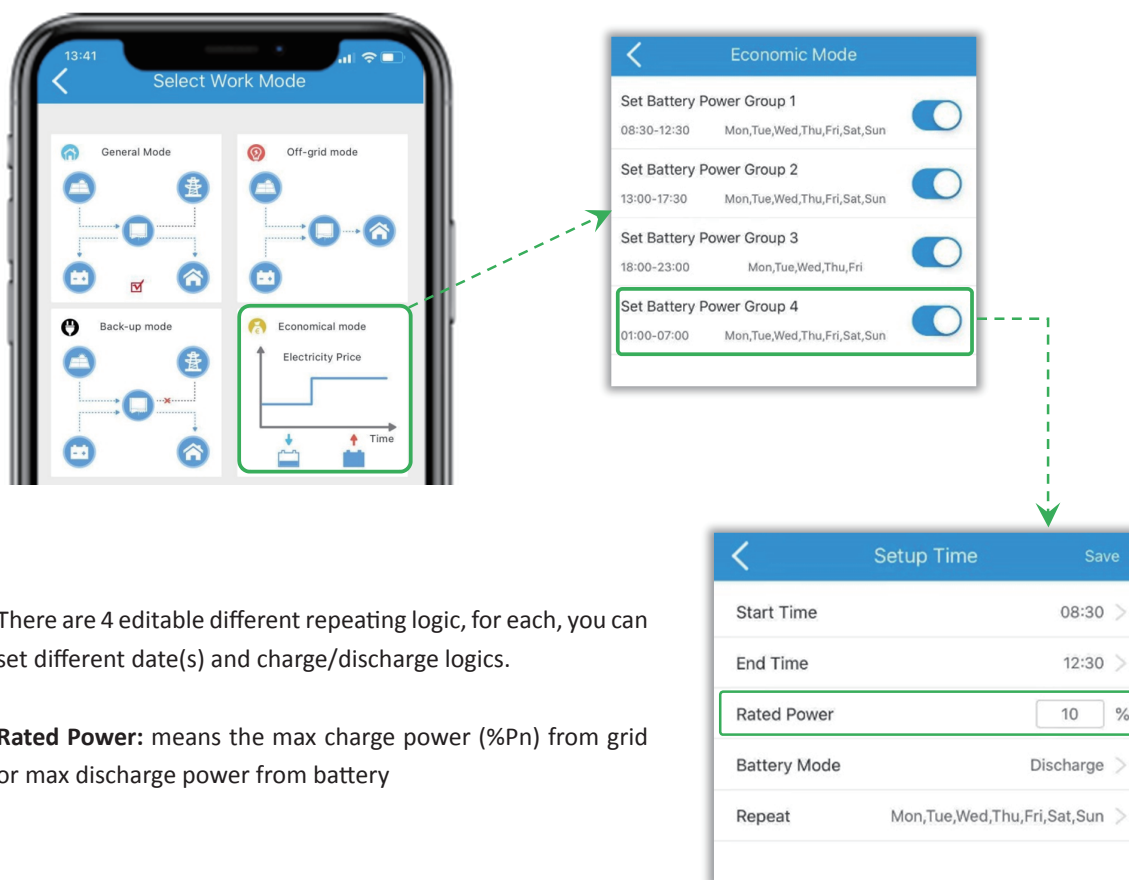 13:41
Select Work Mode
General Mode
Off-grid mode
Back-up mode
Economical mode
Electricity Price
Time
Economic Mode
Set Battery Power Group 1
08:30-12:30 Mon,Tue,Wed,Thu,Fri,Sat,Sun
Set Battery Power Group 2
13:00-17:30 Mon,Tue,Wed,Thu,Fri,Sat,Sun
Set Battery Power Group 3
18:00-23:00 Mon,Tue,Wed,Thu,Fri
Set Battery Power Group 4
01:00-07:00 Mon,Tue,Wed,Thu,Fri,Sat,Sun
There are 4 editable different repeating logic, for each, you can
set different date(s) and charge/discharge logics.
Rated Power: means the max charge power (%Pn) from grid
or max discharge power from battery
Setup Time Save
Start Time 08:30
End Time 12:30
Rated Power 10 %
Battery Mode Discharge
Repeat Mon,Tue,Wed,Thu,Fri,Sat,Sun